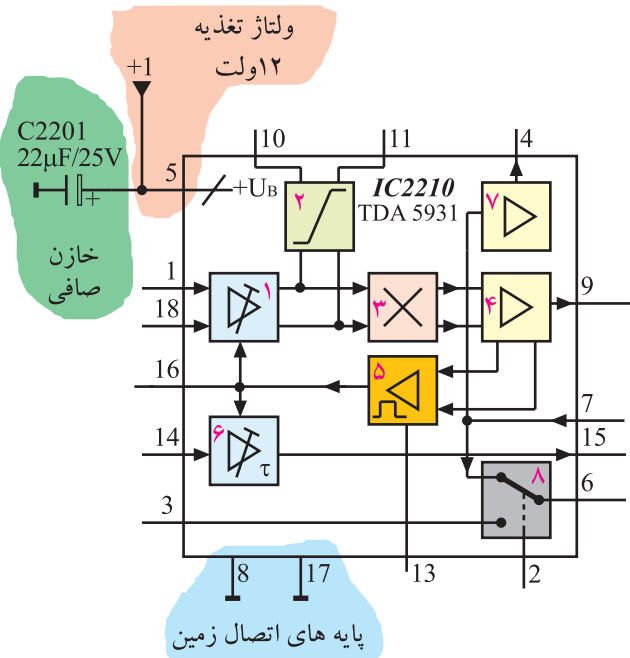 ولتاژ تغذیه
۱۲ولت
+1
C2201
22µF/25V
+
خازن
صافی
5
+UB
10
11
4
IC2210
TDA 5931
۲
۷
1
18
۱
۳
۴
9
16
۵
7
14
۶
τ
15
۸
6
3
8
17
13
2
پایه های اتصال زمین